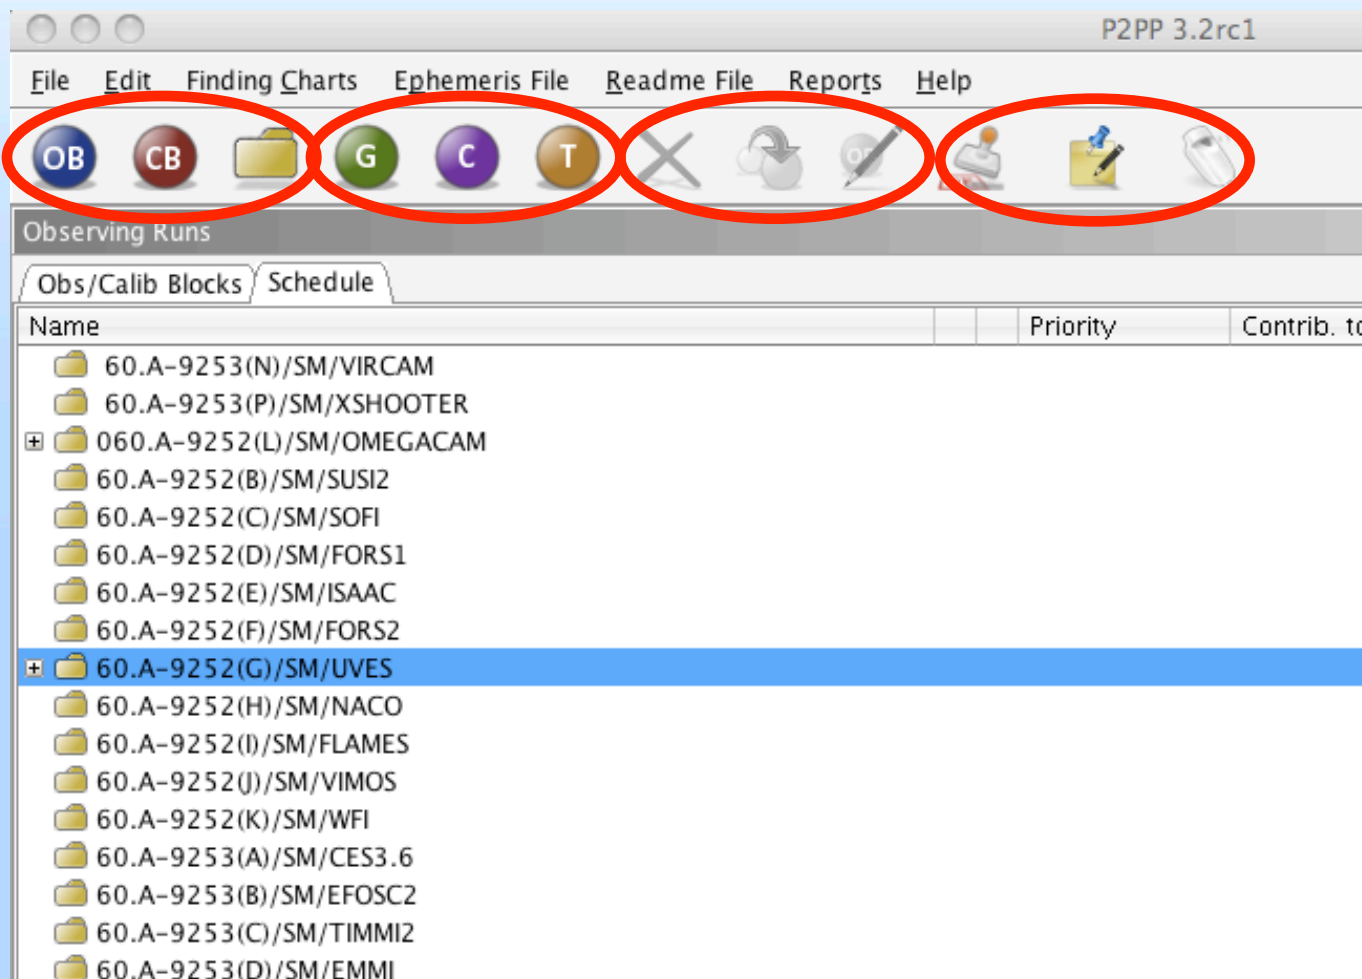 P2PP 3.2rc1
File Edit Finding Charts Ephemeris File Readme File Reports Help
OB CB G C T OB
Observing Runs
Obs/Calib Blocks Schedule
Name Priority Contrib. to
60.A-9253(N)/SM/VIRCAM
60.A-9253(P)/SM/XSHOOTER
060.A-9252(L)/SM/OMEGACAM
60.A-9252(B)/SM/SUSI2
60.A-9252(C)/SM/SOFI
60.A-9252(D)/SM/FORS1
60.A-9252(E)/SM/ISAAC
60.A-9252(F)/SM/FORS2
60.A-9252(G)/SM/UVES
60.A-9252(H)/SM/NACO
60.A-9252(I)/SM/FLAMES
60.A-9252(J)/SM/VIMOS
60.A-9252(K)/SM/WFI
60.A-9253(A)/SM/CES3.6
60.A-9253(B)/SM/EFOSC2
60.A-9253(C)/SM/TIMMI2
60.A-9253(D)/SM/EMMI